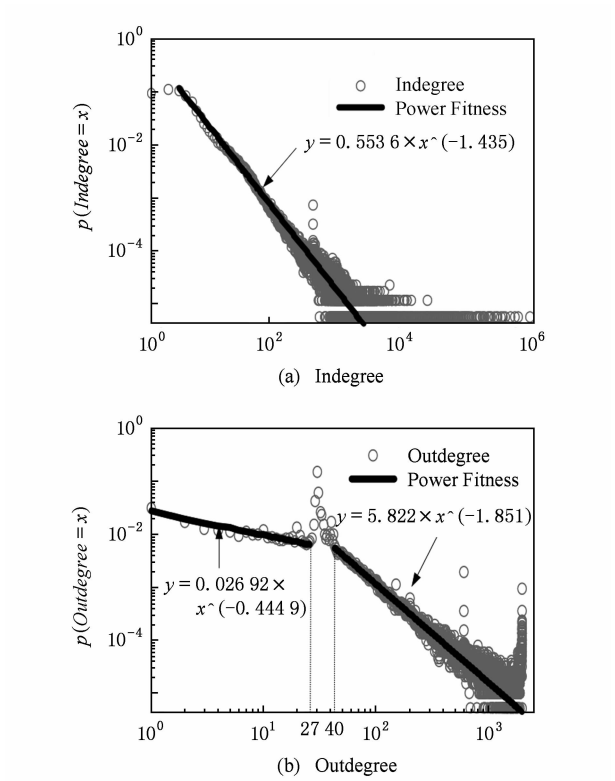 10^0
Indegree
Power Fitness
10^-2
y=0.553 6×x^(-1.435)
p(Indegree=x)
10^-4
10^0 10^2 10^4 10^6
(a) Indegree
10^0
Outdegree
Power Fitness
y=5.822×x^(-1.851)
10^-2
p(Outdegree=x)
y=0.026 92×
x^(-0.444 9)
10^-4
10^0 10^1 27 40 10^2 10^3
(b) Outdegree